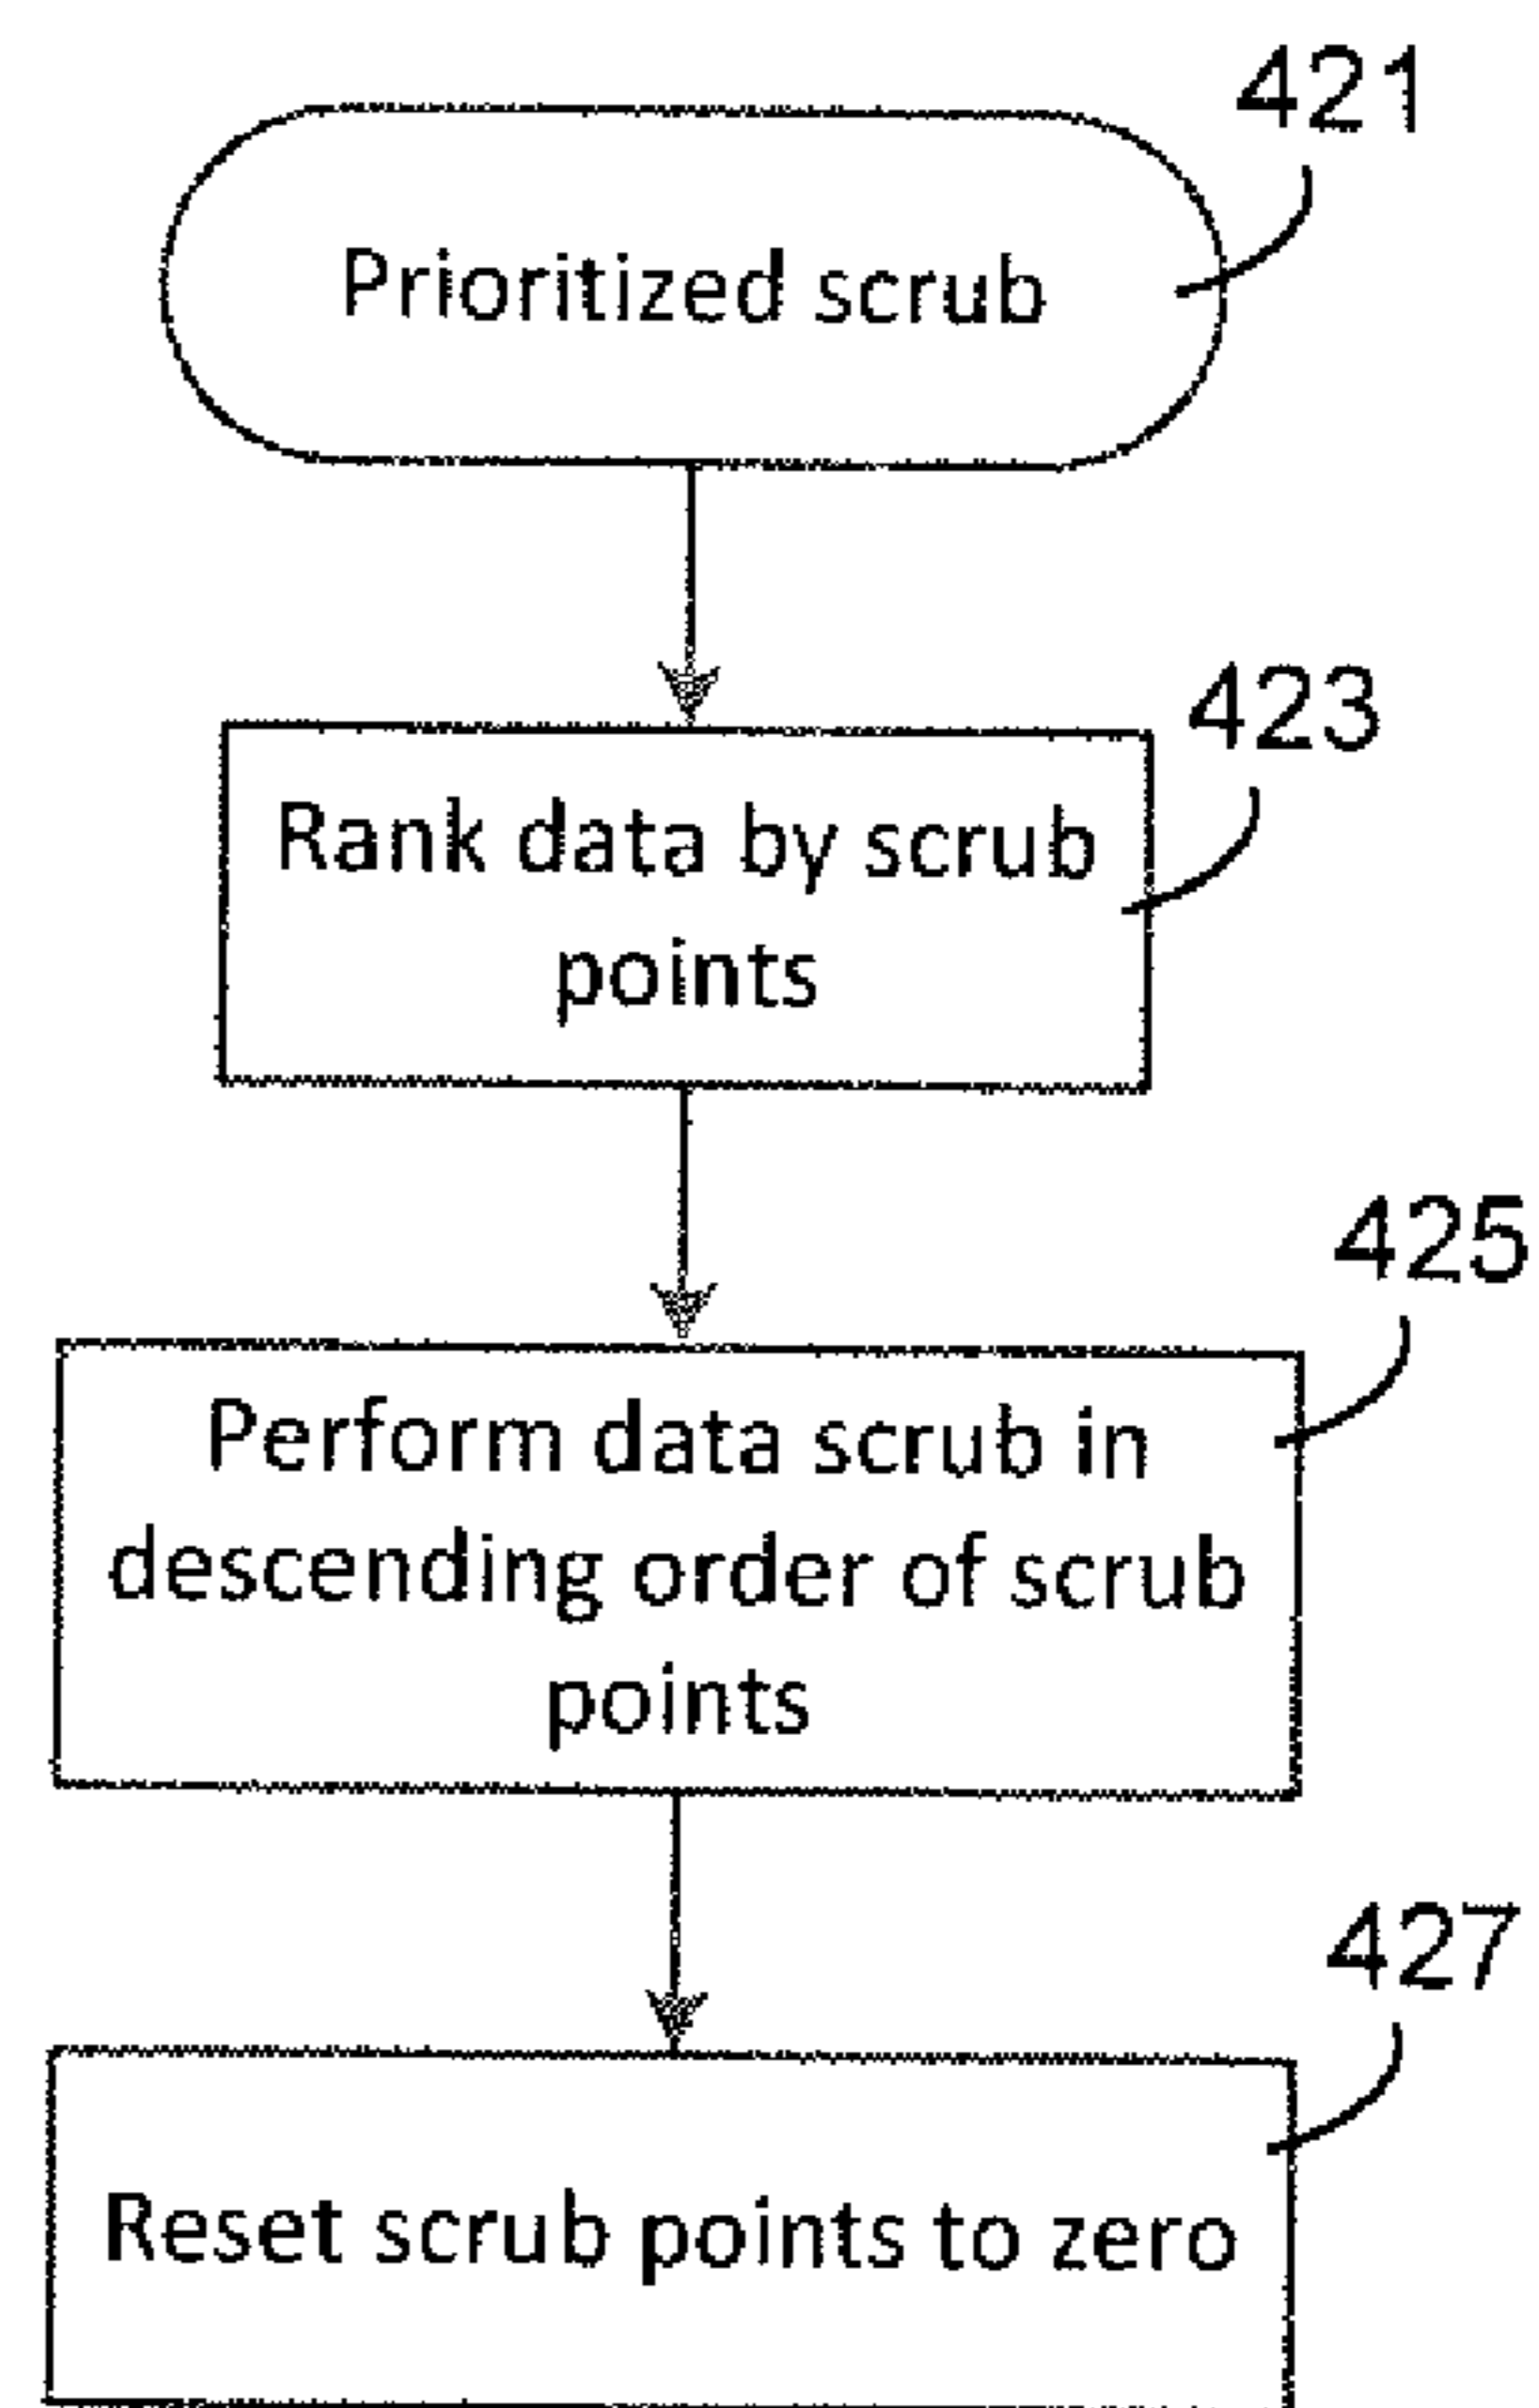 421
Prioritized scrub
423
Rank data by scrub
points
425
Perform data scrub in
descending order of scrub
points
427
Reset scrub points to zero